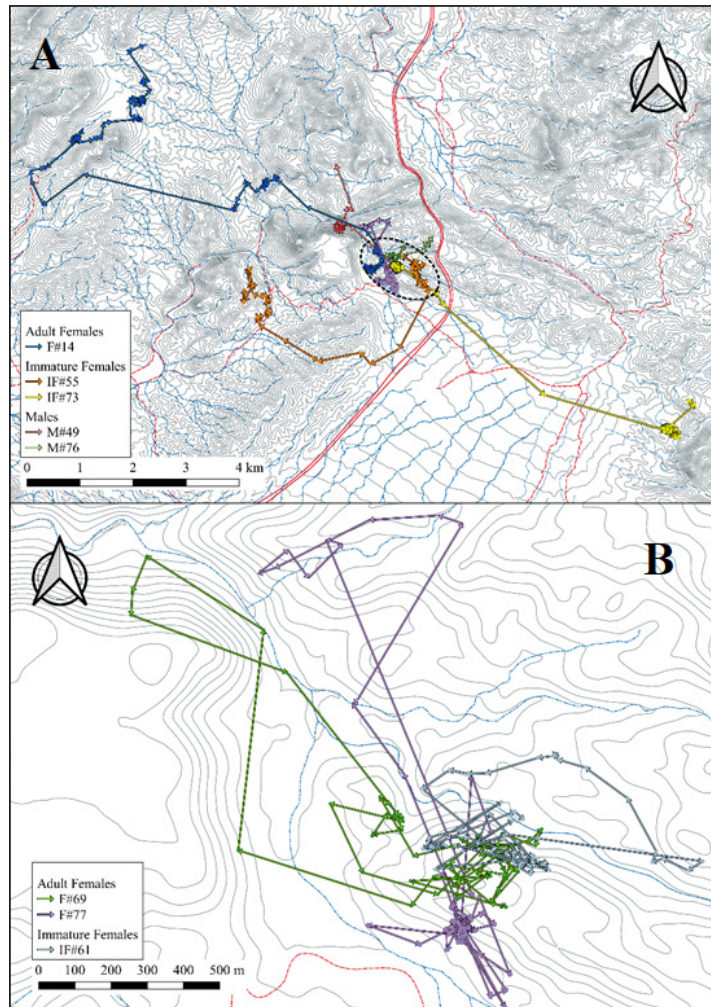 A
Adult Females
F#14
Immature Females
IF#55
IF#73
Males
M#49
M#76
0 1 2 3 4 km
B
Adult Females
F#69
F#77
Immature Females
IF#61
0 100 200 300 400 500 m